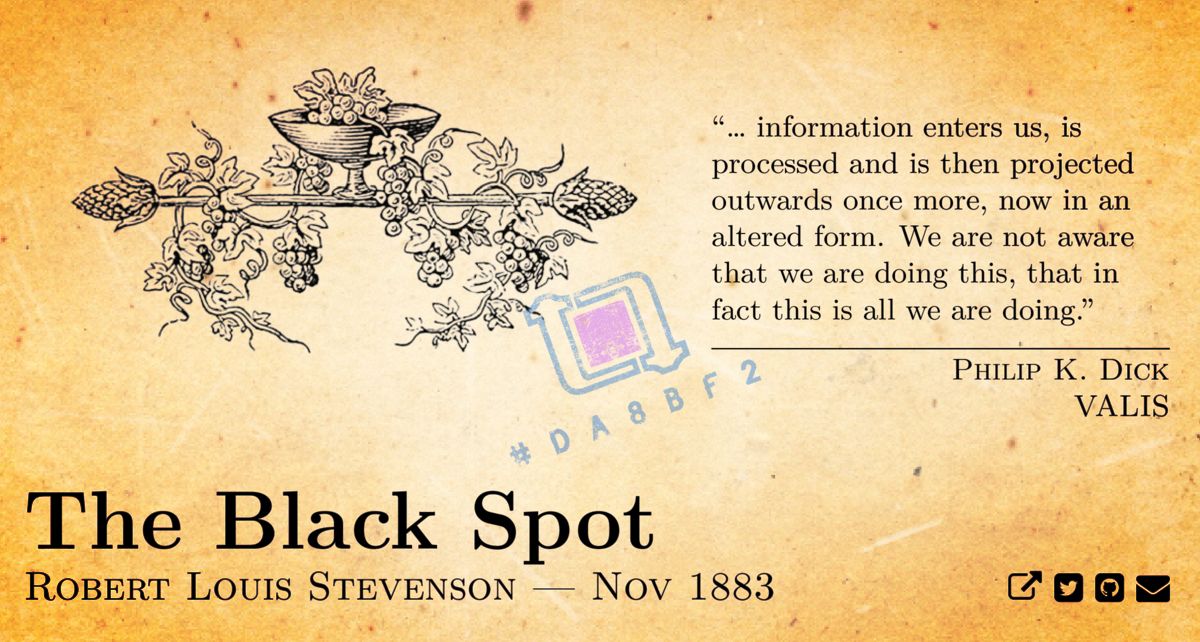 “… information enters us, is
processed and is then projected
outwards once more, now in an
altered form. We are not aware
that we are doing this, that in
fact this is all we are doing.”
Philip K. Dick
VALIS
#DA8BF2
The Black Spot
Robert Louis Stevenson — Nov 1883